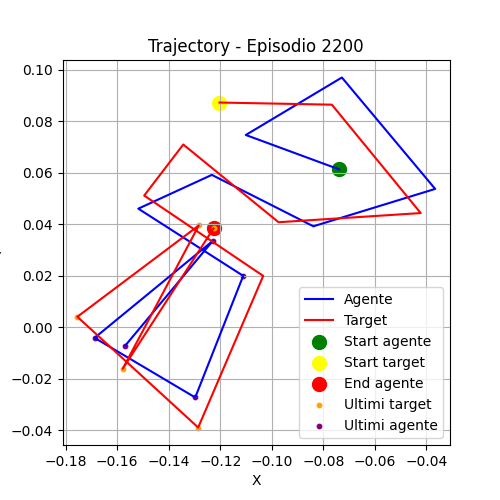 Trajectory - Episodio 2200
0.10
0.08
0.06
0.04
0.02
0.00
−0.02
−0.04
Agente
Target
Start agente
Start target
End agente
Ultimi target
Ultimi agente
−0.18 −0.16 −0.14 −0.12 −0.10 −0.08 −0.06 −0.04
X